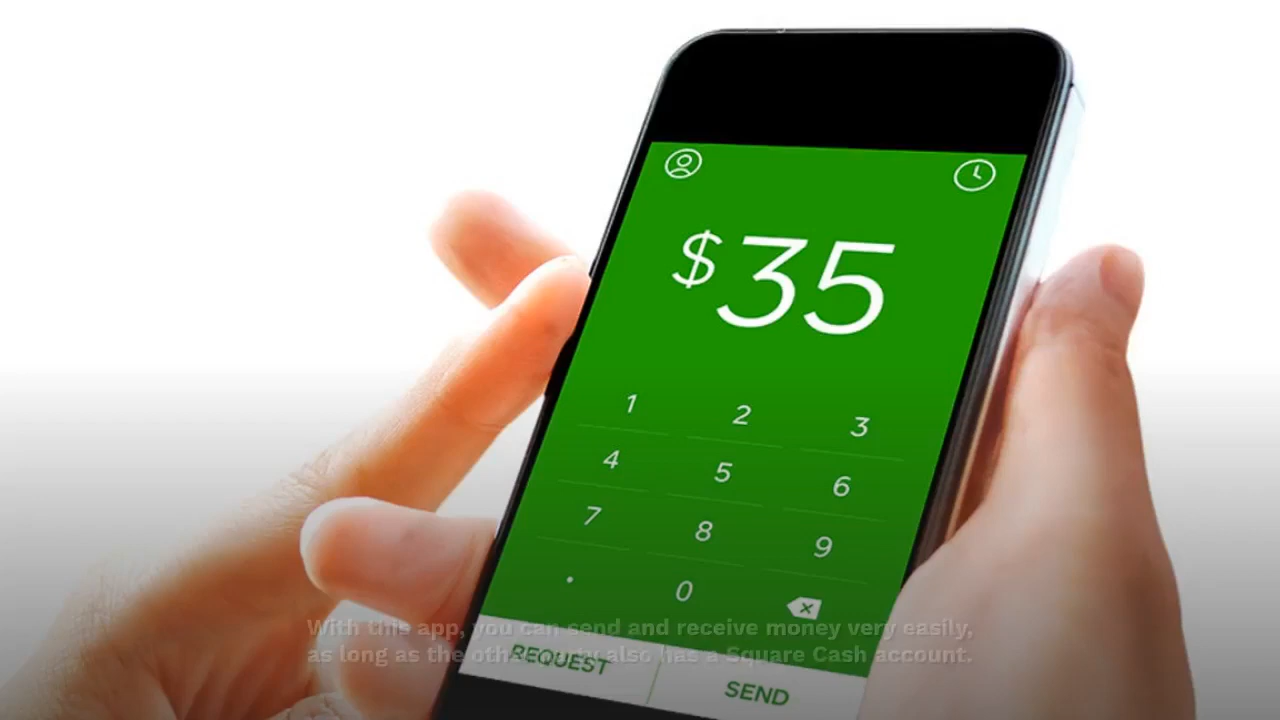 $35
1 2 3
4 5 6
7 8 9
. 0
With this app, you can send and receive money very easily,
as long as the other party also has a Square Cash account.
REQUEST SEND